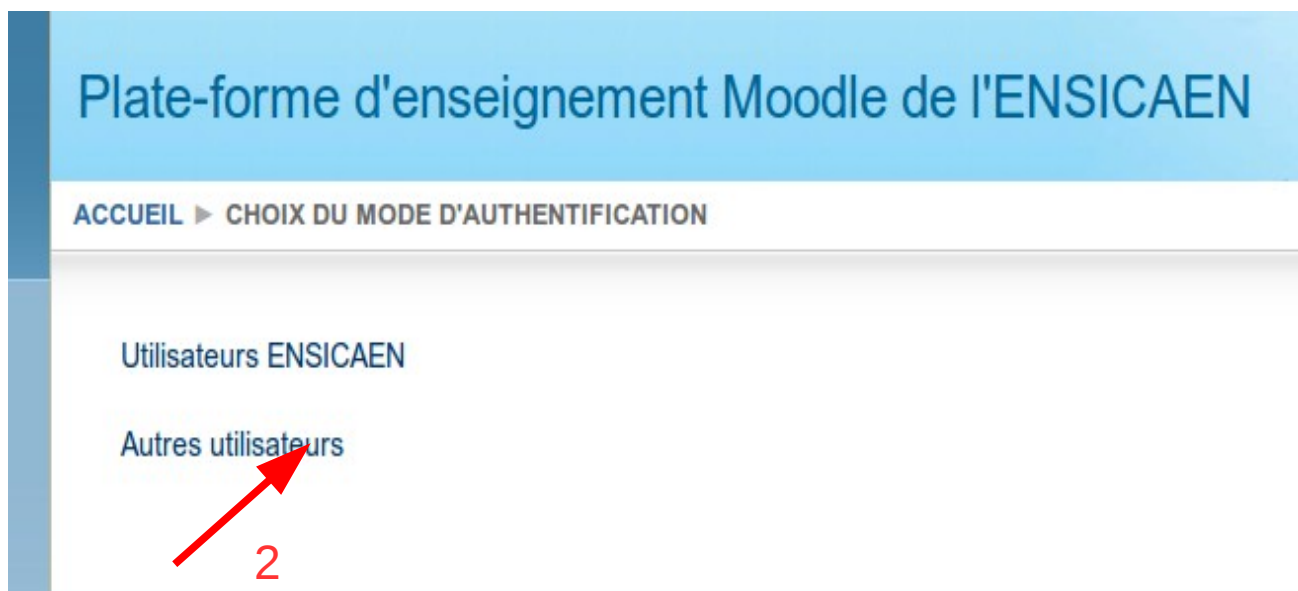 Plate-forme d'enseignement Moodle de l'ENSICAEN
ACCUEIL ► CHOIX DU MODE D'AUTHENTIFICATION
Utilisateurs ENSICAEN
Autres utilisateurs
2